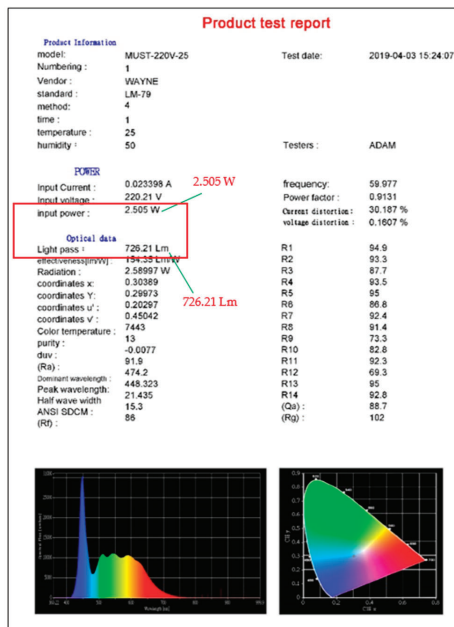 Product test report
Product Information
model: MUST-220V-25 Test date: 2019-04-03 15:24:07
Numbering : 1
Vendor : WAYNE
standard : LM-79
method: 4
time : 1
temperature : 25
humidity : 50 Testers : ADAM
POWER 2.505 W
Input Current : 0.023398 A frequency: 59.977
Input voltage : 220.21 V Power factor : 0.9131
input power : 2.505 W Current distortion : 30.187 %
voltage distortion : 0.1607 %
Optical data
Light pass : 726.21 Lm R1 94.9
R2 93.3
Radiation : 2.58997 W R3 87.7
coordinates x: 0.30389 R4 93.5
coordinates Y: 0.29973 R5 95
coordinates u' : 0.20297 R6 86.8
coordinates v' : 0.45042 R7 92.4
726.21 Lm
Color temperature : 7443 R8 91.4
purity : 13 R9 73.3
duv : -0.0077 R10 82.8
(Ra) : 91.9 R11 92.3
Dominant wavelength : 474.2 R12 69.3
Peak wavelength: 448.323 R13 95
Half wave width 21.435 R14 92.8
ANSI SDCM : 15.3 (Qa) : 88.7
(Rf) : 86 (Rg) : 102